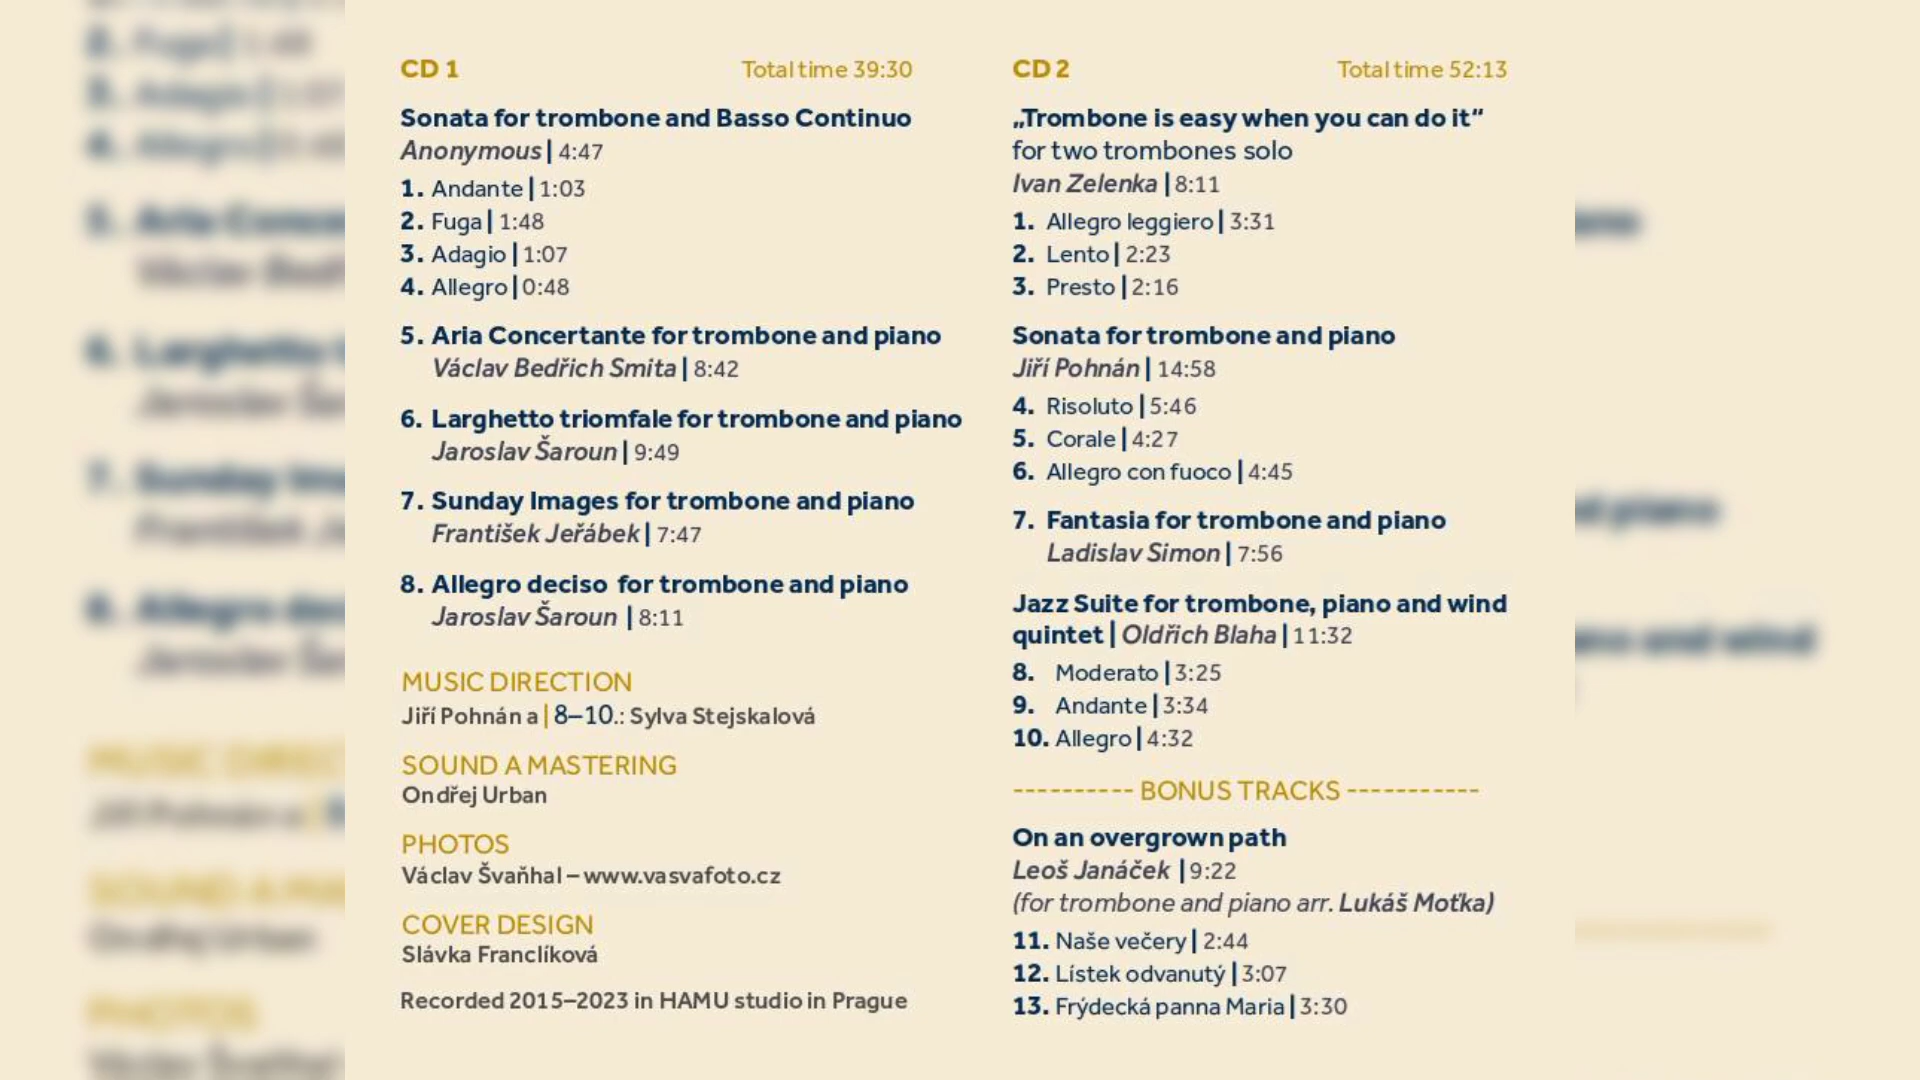 CD 1 Total time 39:30
Sonata for trombone and Basso Continuo
Anonymous | 4:47
1. Andante | 1:03
2. Fuga | 1:48
3. Adagio | 1:07
4. Allegro | 0:48
5. Aria Concertante for trombone and piano
Václav Bedřich Smita | 8:42
6. Larghetto triomfale for trombone and piano
Jaroslav Šaroun | 9:49
7. Sunday Images for trombone and piano
František Jeřábek | 7:47
8. Allegro deciso for trombone and piano
Jaroslav Šaroun | 8:11
MUSIC DIRECTION
Jiří Pohnán a | 8–10.: Sylva Stejskalová
SOUND A MASTERING
Ondřej Urban
PHOTOS
Václav Švaňhal – www.vasvafoto.cz
COVER DESIGN
Slávka Franclíková
Recorded 2015–2023 in HAMU studio in Prague
CD 2 Total time 52:13
„Trombone is easy when you can do it“
for two trombones solo
Ivan Zelenka | 8:11
1. Allegro leggiero | 3:31
2. Lento | 2:23
3. Presto | 2:16
Sonata for trombone and piano
Jiří Pohnán | 14:58
4. Risoluto | 5:46
5. Corale | 4:27
6. Allegro con fuoco | 4:45
7. Fantasia for trombone and piano
Ladislav Simon | 7:56
Jazz Suite for trombone, piano and wind
quintet | Oldřich Blaha | 11:32
8. Moderato | 3:25
9. Andante | 3:34
10. Allegro | 4:32
---------- BONUS TRACKS -----------
On an overgrown path
Leoš Janáček | 9:22
(for trombone and piano arr. Lukáš Moťka)
11. Naše večery | 2:44
12. Lístek odvanutý | 3:07
13. Frýdecká panna Maria | 3:30